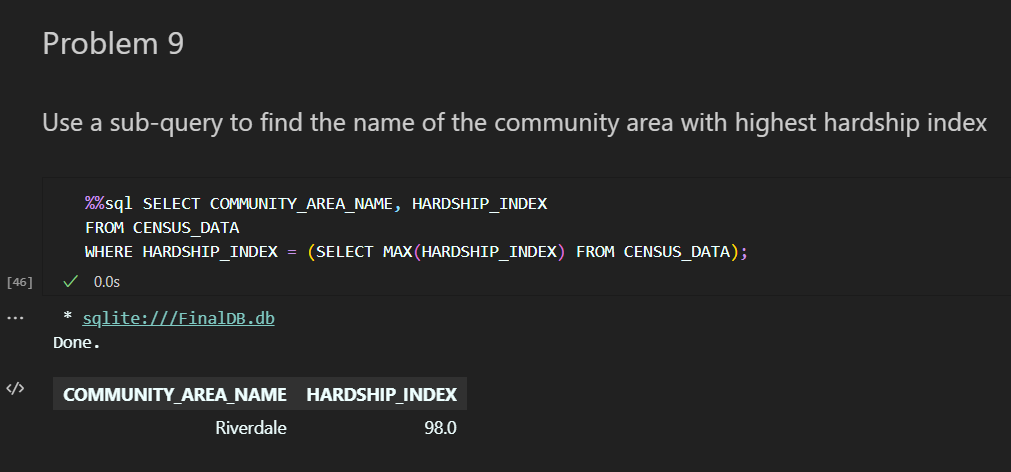 Problem 9
Use a sub-query to find the name of the community area with highest hardship index
%%sql SELECT COMMUNITY_AREA_NAME, HARDSHIP_INDEX
FROM CENSUS_DATA
WHERE HARDSHIP_INDEX = (SELECT MAX(HARDSHIP_INDEX) FROM CENSUS_DATA);
[46] ✓ 0.0s
... * sqlite:///FinalDB.db
Done.
</> COMMUNITY_AREA_NAME HARDSHIP_INDEX
Riverdale 98.0